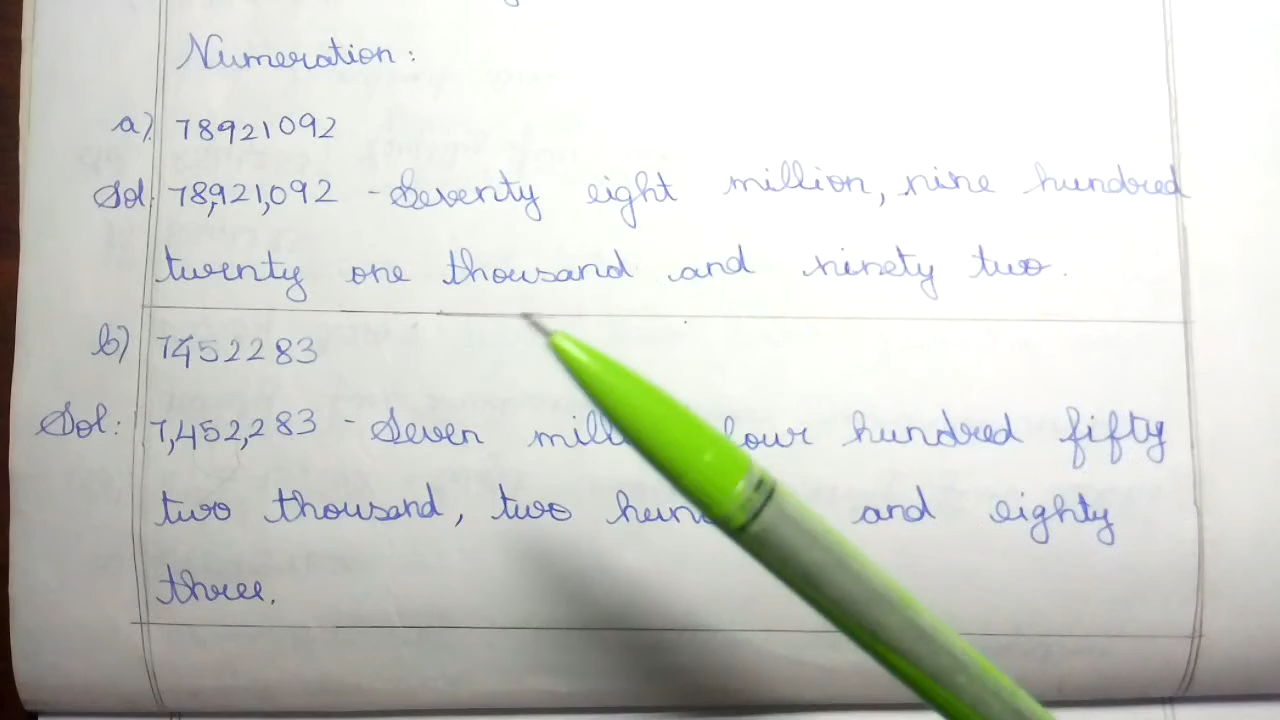 Numeration:
a) 78921092
Sol. 78,921,092 - Seventy eight million, nine hundred
twenty one thousand and ninety two.
b) 7452283
Sol: 7,452,283 - Seven four hundred fifty
two thousand, two and eighty
three.